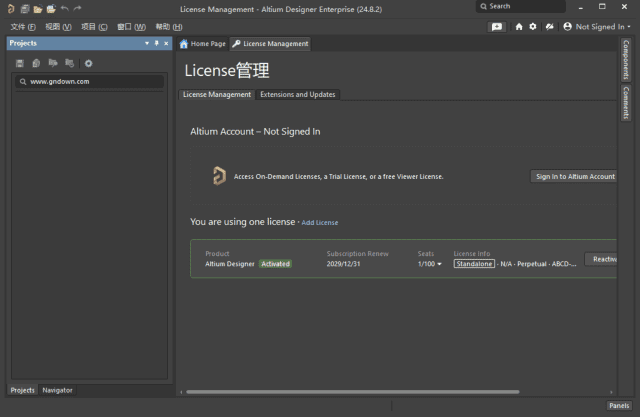 License Management - Altium Designer Enterprise (24.8.2)
Search
文件 (F) 视图 (V) 项目 (C) 窗口 (W) 帮助 (H)
Not Signed In
Projects
Home Page
License Management
www.gndown.com
License管理
License Management
Extensions and Updates
Altium Account – Not Signed In
Access On-Demand Licenses, a Trial License, or a free Viewer License.
Sign In to Altium Account
You are using one license · Add License
Product Subscription Renew Seats License Info
Altium Designer Activated 2029/12/31 1/100 Standalone - N/A - Perpetual - ABCD-...
Reactiva
Components
Comments
Projects Navigator
Panels